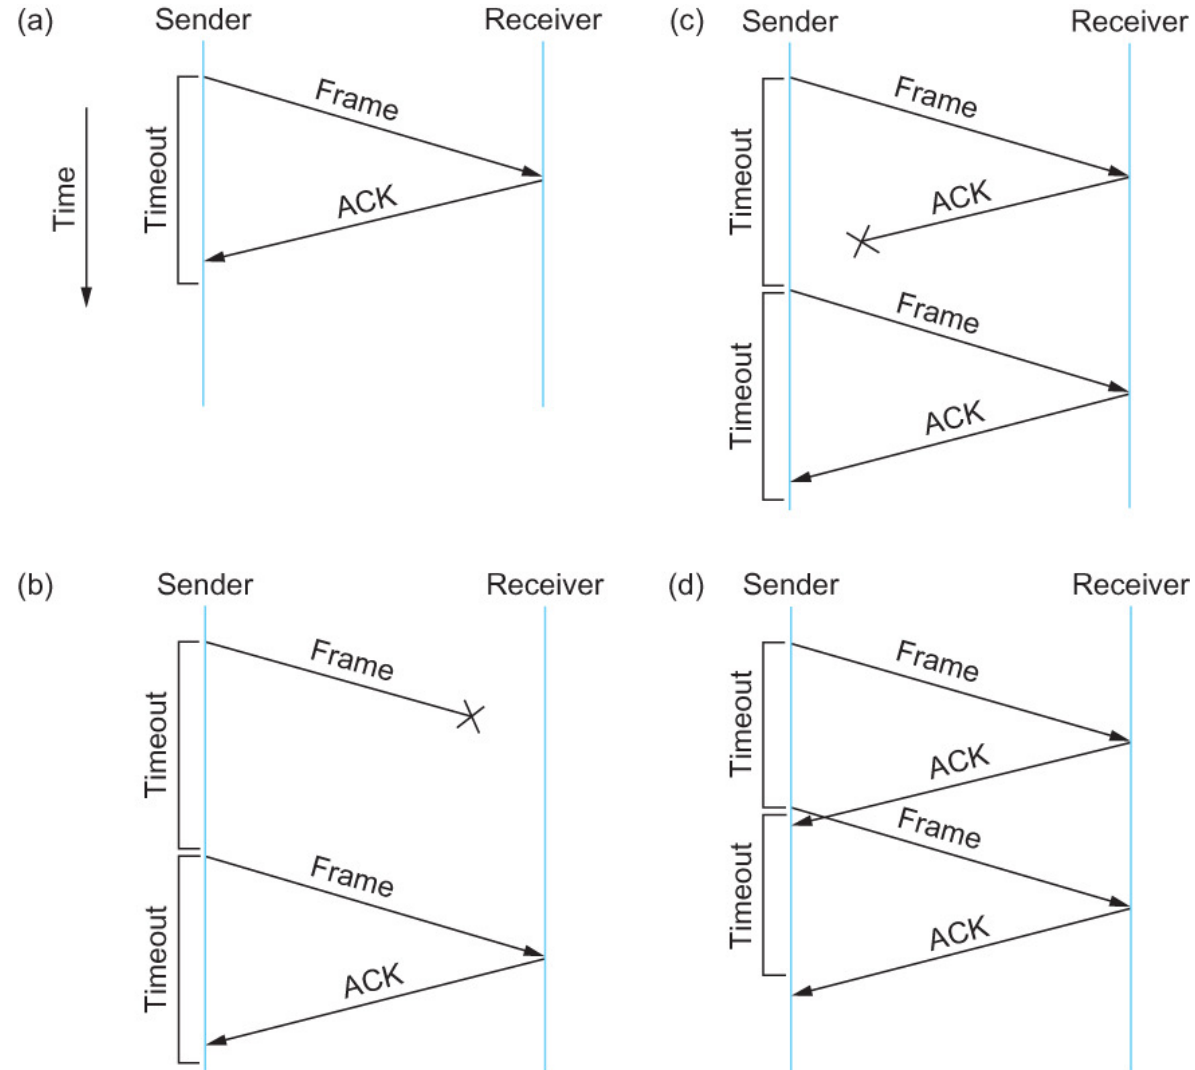 (a)
Sender
Receiver
Time
Timeout
Frame
ACK
(c)
Sender
Receiver
Timeout
Frame
ACK
Timeout
Frame
ACK
(b)
Sender
Receiver
Timeout
Frame
Timeout
Frame
ACK
(d)
Sender
Receiver
Timeout
Frame
ACK
Timeout
Frame
ACK